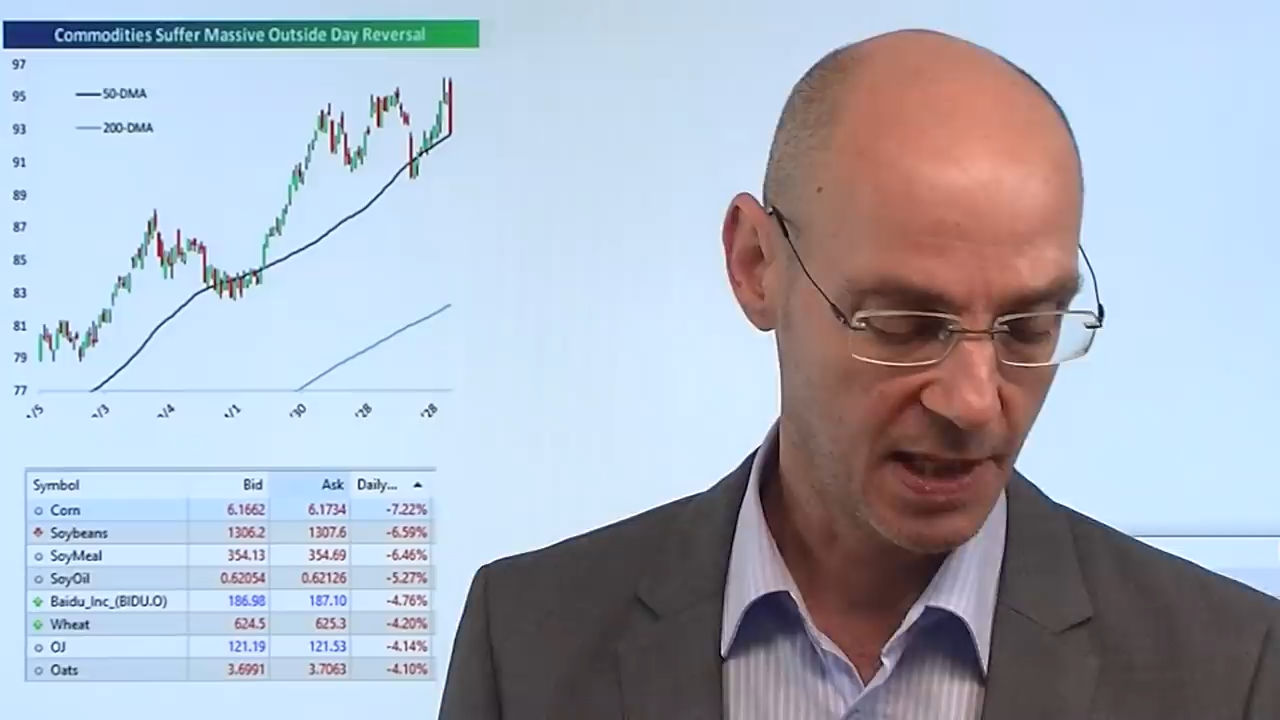 Commodities Suffer Massive Outside Day Reversal
97
50-DMA
95
200-DMA
93
91
89
87
85
83
81
79
77
Symbol Bid Ask Daily...
Corn 6.1662 6.1734 -7.22%
Soybeans 1306.2 1307.6 -6.59%
SoyMeal 354.13 354.69 -6.46%
SoyOil 0.62054 0.62126 -5.27%
Baidu_Inc_(BIDU.O) 186.98 187.10 -4.76%
Wheat 624.5 625.3 -4.20%
OJ 121.19 121.53 -4.14%
Oats 3.6991 3.7063 -4.10%